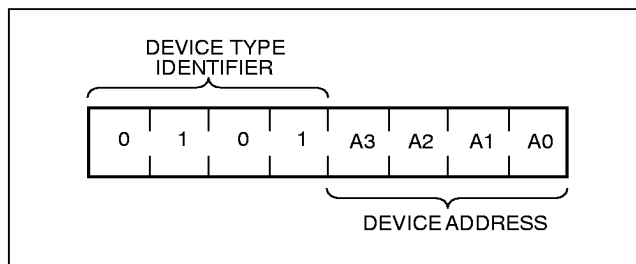 DEVICE TYPE
IDENTIFIER
0 1 0 1 A3 A2 A1 A0
DEVICE ADDRESS